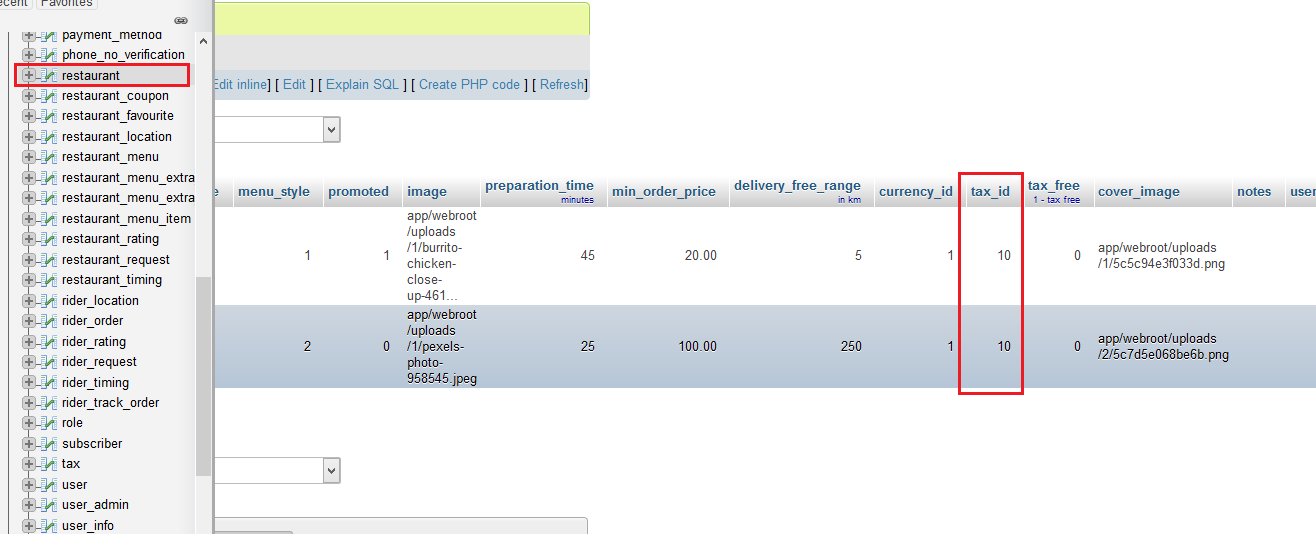 ecent Favorites
payment_method
phone_no_verification
restaurant
restaurant_coupon
restaurant_favourite
restaurant_location
restaurant_menu
restaurant_menu_extra
restaurant_menu_extra
restaurant_menu_item
restaurant_rating
restaurant_request
restaurant_timing
rider_location
rider_order
rider_rating
rider_request
rider_timing
rider_track_order
role
subscriber
tax
user
user_admin
user_info
Edit inline] [ Edit ] [ Explain SQL ] [ Create PHP code ] [ Refresh]
e menu_style promoted image preparation_time minutes min_order_price delivery_free_range in km currency_id tax_id tax_free 1 - tax free cover_image notes user
1 1 app/webroot
/uploads
/1/burrito-
chicken-
close-
up-461... 45 20.00 5 1 10 0 app/webroot/uploads
/1/5c5c94e3f033d.png
2 0 app/webroot
/uploads
/1/pexels-
photo-
958545.jpeg 25 100.00 250 1 10 0 app/webroot/uploads
/2/5c7d5e068be6b.png